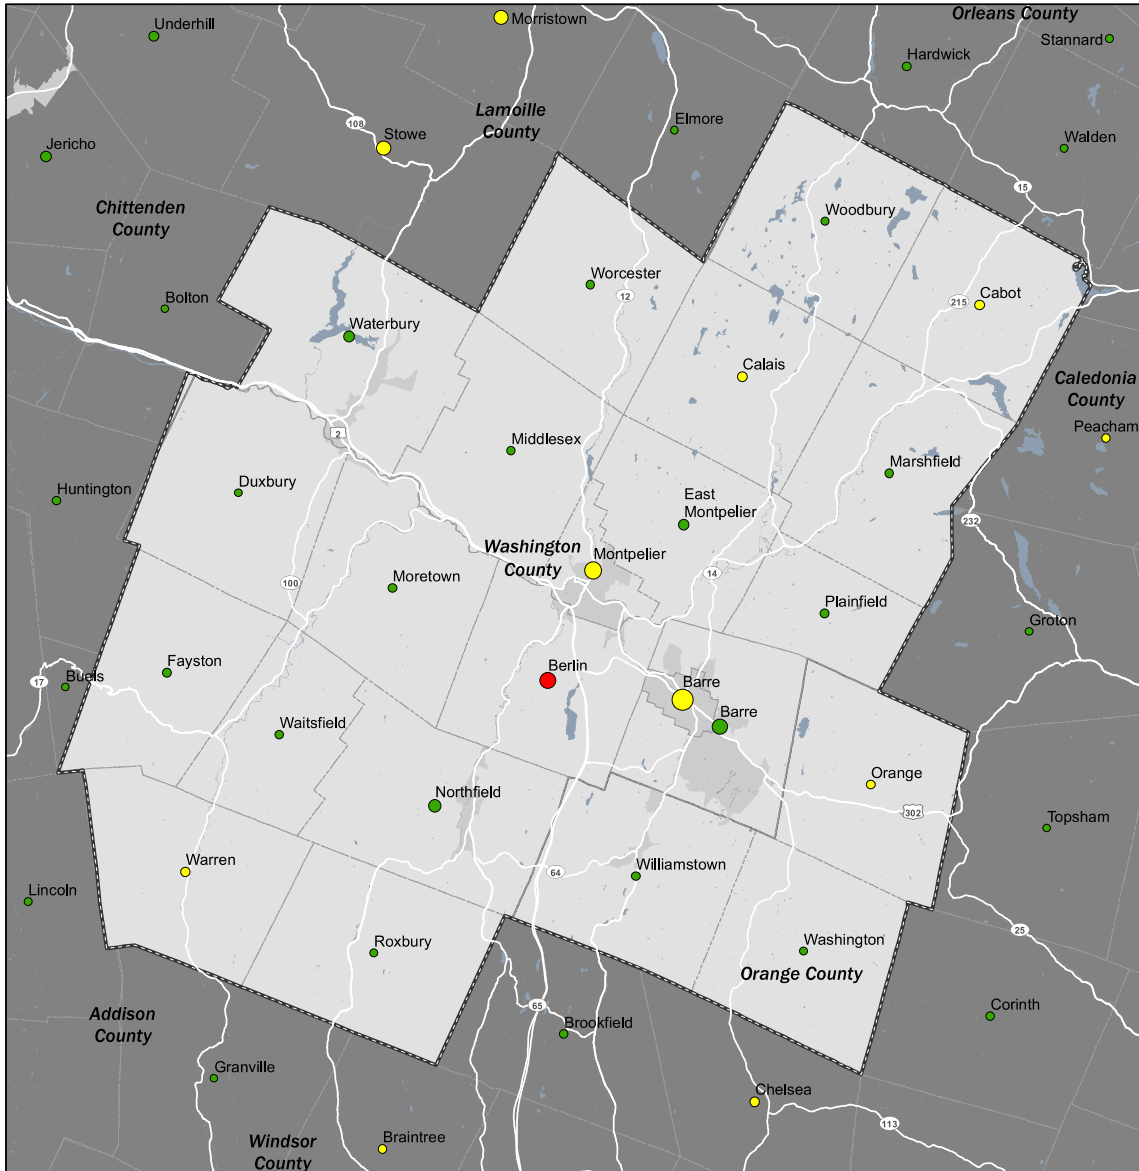 Orleans County
Morristown
Underhill
Stannard
Hardwick
Lamoille
County
Elmore
108
Stowe
Walden
Jericho
15
Chittenden
County
Woodbury
Worcester
12
215
Cabot
Bolton
Waterbury
Calais
Caledonia
County
Peacham
2
Middlesex
Marshfield
Huntington
Duxbury
East
Montpelier
232
Washington
County
Montpelier
14
100
Moretown
Plainfield
Groton
Fayston
Berlin
Buels
17
Barre
Barre
Waitsfield
Orange
Northfield
302
Topsham
Warren
64
Williamstown
Lincoln
25
Roxbury
Washington
Orange County
65
Addison
County
Brookfield
Corinth
Granville
Chelsea
113
Windsor
County
Braintree